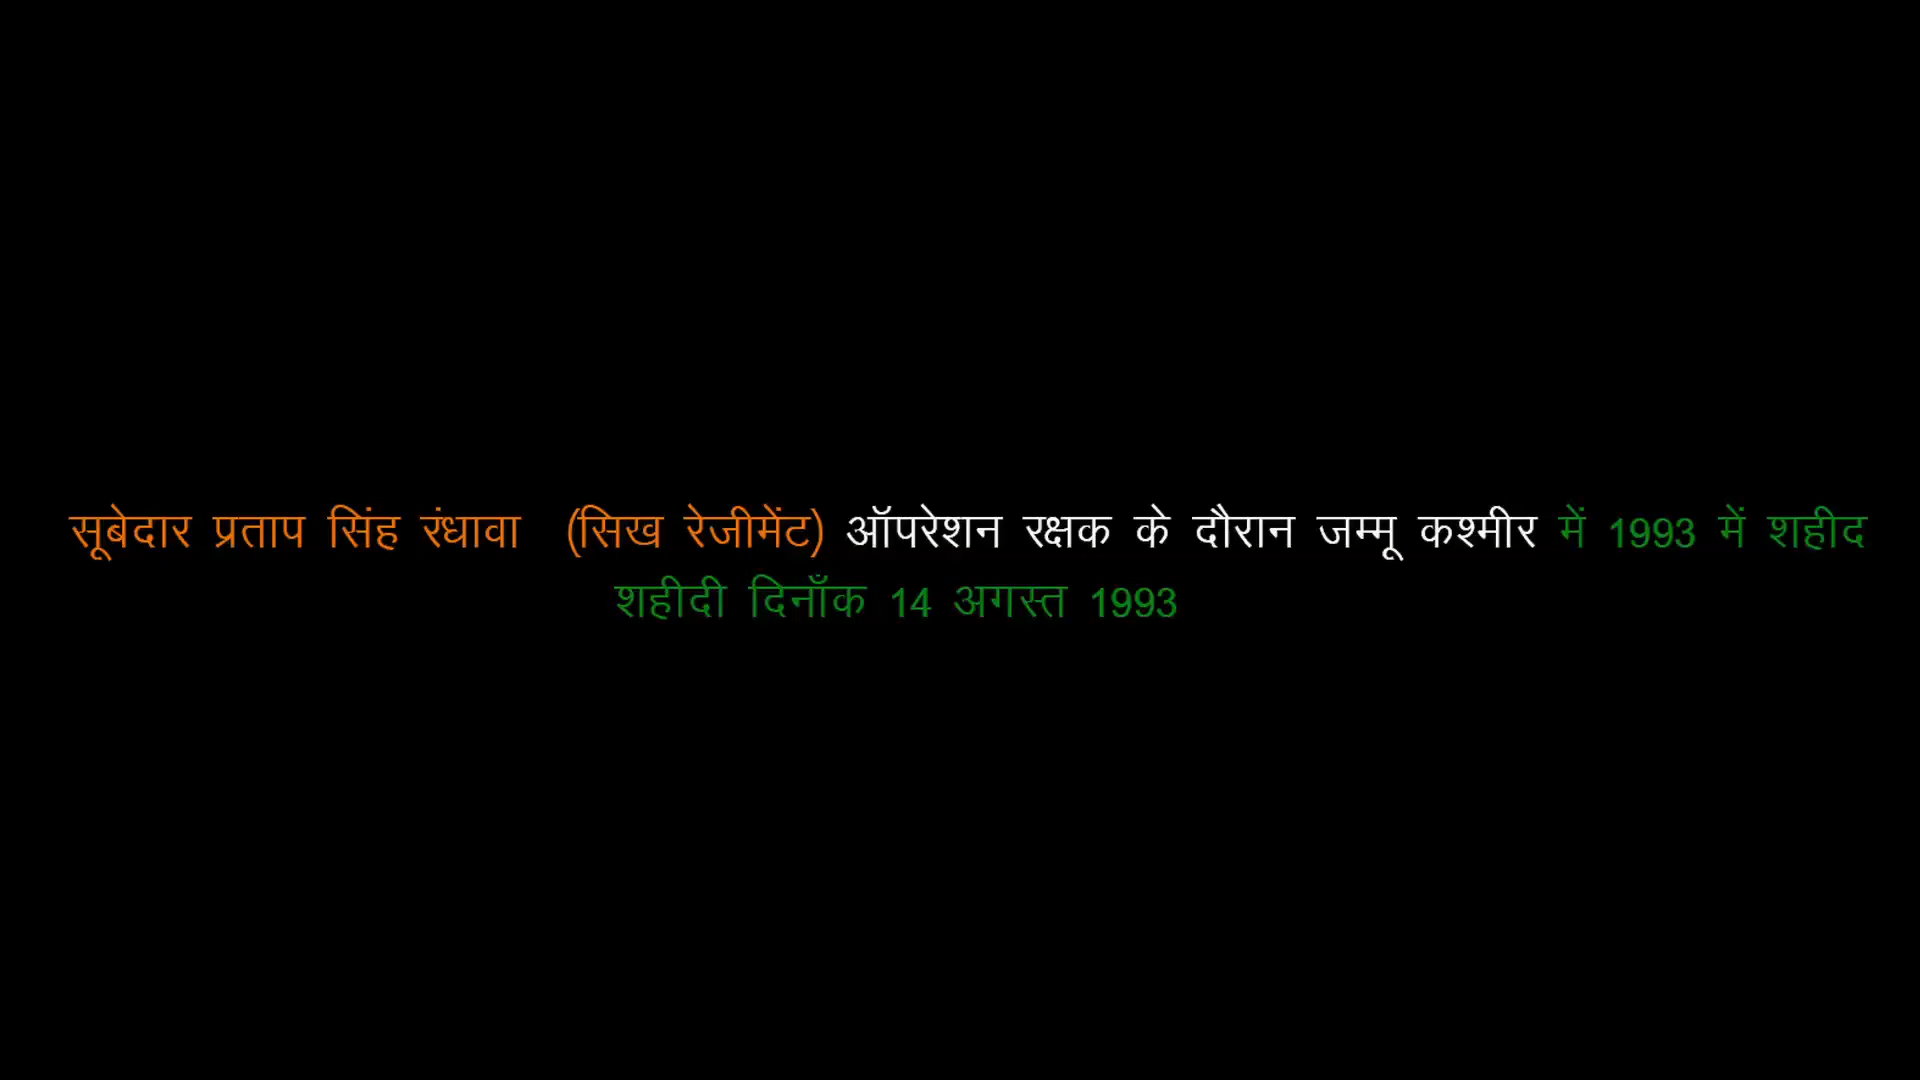 सूबेदार प्रताप सिंह रंधावा (सिख रेजीमेंट) ऑपरेशन रक्षक के दौरान जम्मू कश्मीर में 1993 में शहीद
शहीदी दिनाँक 14 अगस्त 1993